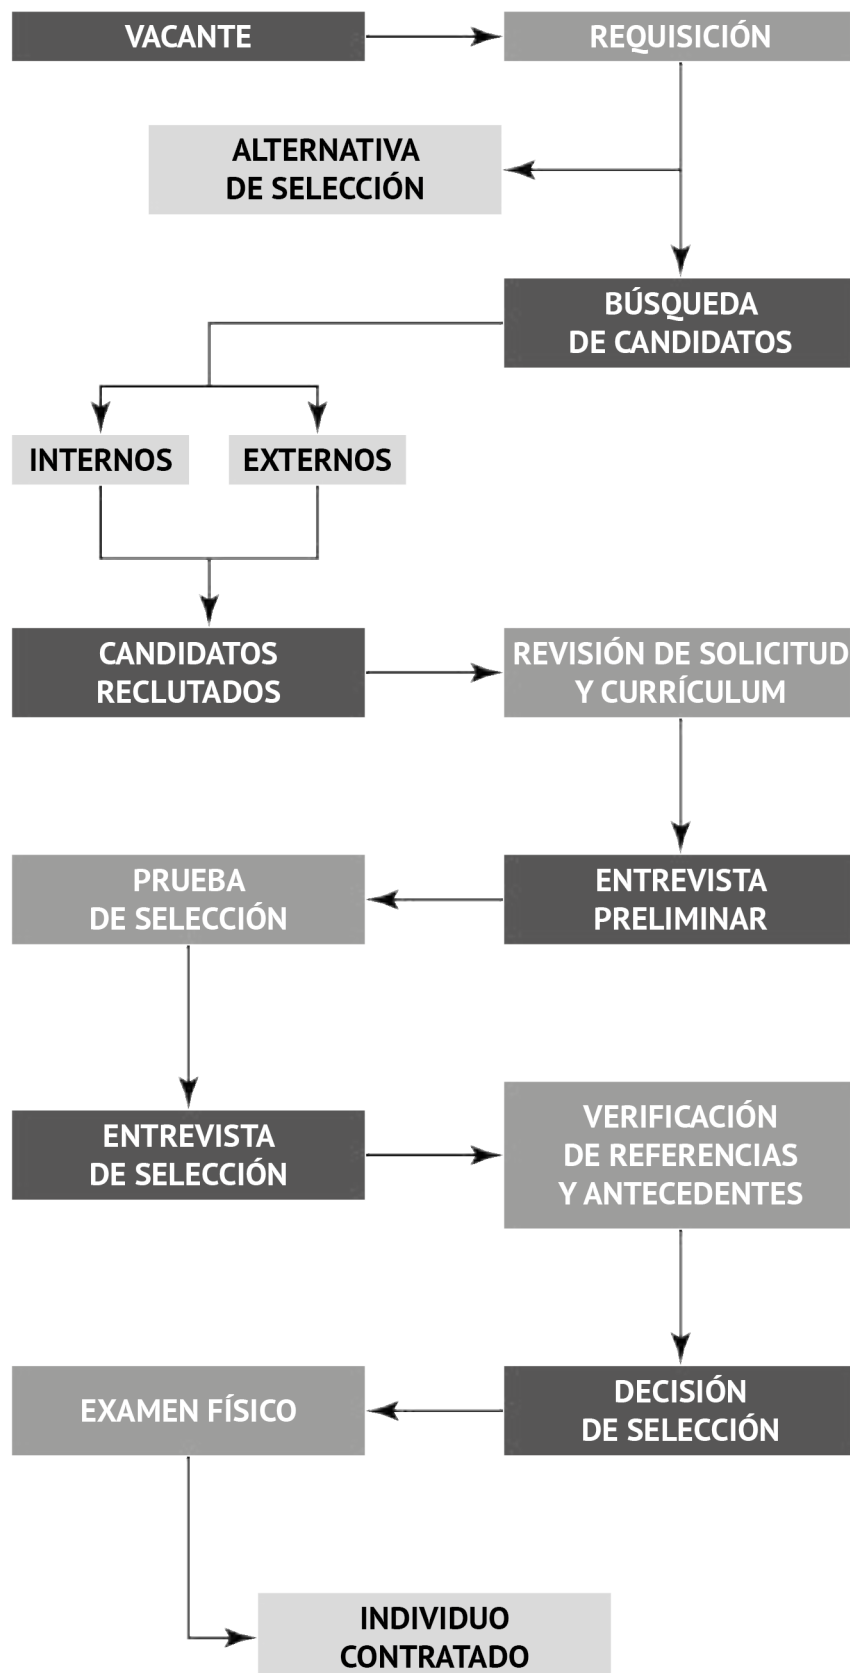 VACANTE
REQUISICIÓN
ALTERNATIVA
DE SELECCIÓN
BÚSQUEDA
DE CANDIDATOS
INTERNOS
EXTERNOS
CANDIDATOS
RECLUTADOS
REVISIÓN DE SOLICITUD
Y CURRÍCULUM
ENTREVISTA
PRELIMINAR
PRUEBA
DE SELECCIÓN
ENTREVISTA
DE SELECCIÓN
VERIFICACIÓN
DE REFERENCIAS
Y ANTECEDENTES
DECISIÓN
DE SELECCIÓN
EXAMEN FÍSICO
INDIVIDUO
CONTRATADO